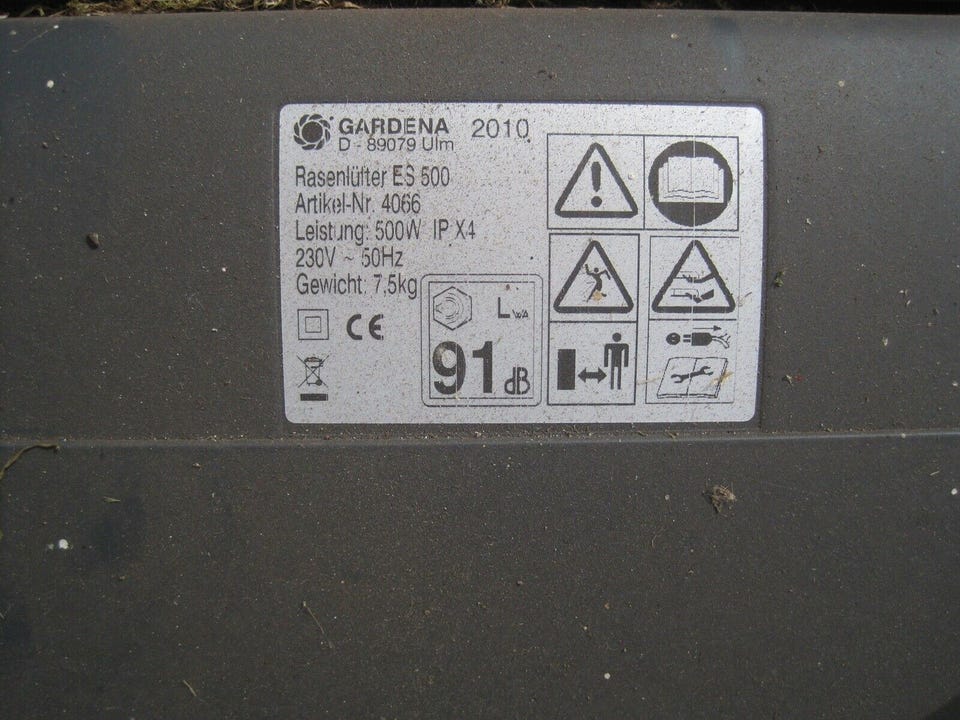 GARDENA 2010
D - 89079 Ulm
Rasenlüfter ES 500
Artikel-Nr. 4066
Leistung: 500W IP X4
230V ~ 50Hz
Gewicht: 7,5kg
CE
LWA
91 dB